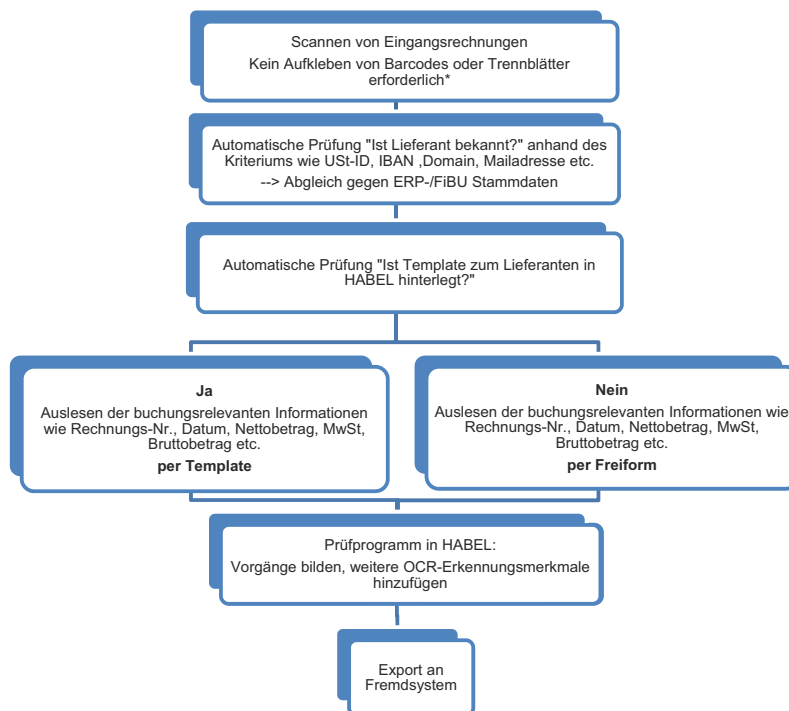 Scannen von Eingangsrechnungen
Kein Aufkleben von Barcodes oder Trennblätter
erforderlich*
Automatische Prüfung "Ist Lieferant bekannt?" anhand des
Kriteriums wie USt-ID, IBAN ,Domain, Mailadresse etc.
--> Abgleich gegen ERP-/FiBU Stammdaten
Automatische Prüfung "Ist Template zum Lieferanten in
HABEL hinterlegt?"
Ja
Auslesen der buchungsrelevanten Informationen
wie Rechnungs-Nr., Datum, Nettobetrag, MwSt,
Bruttobetrag etc.
per Template
Nein
Auslesen der buchungsrelevanten Informationen wie
Rechnungs-Nr., Datum, Nettobetrag, MwSt,
Bruttobetrag etc.
per Freiform
Prüfprogramm in HABEL:
Vorgänge bilden, weitere OCR-Erkennungsmerkmale
hinzufügen
Export an
Fremdsystem